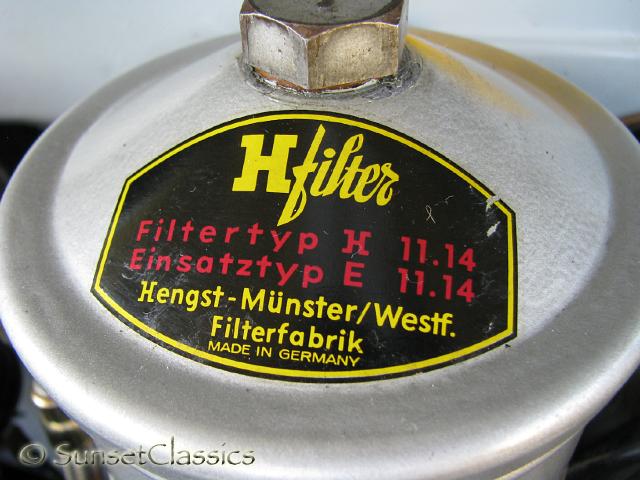 Hfilter
Filtertyp H 11.14
Einsatztyp E 11.14
Hengst-Münster/Westf.
Filterfabrik
MADE IN GERMANY
© SunsetClassics